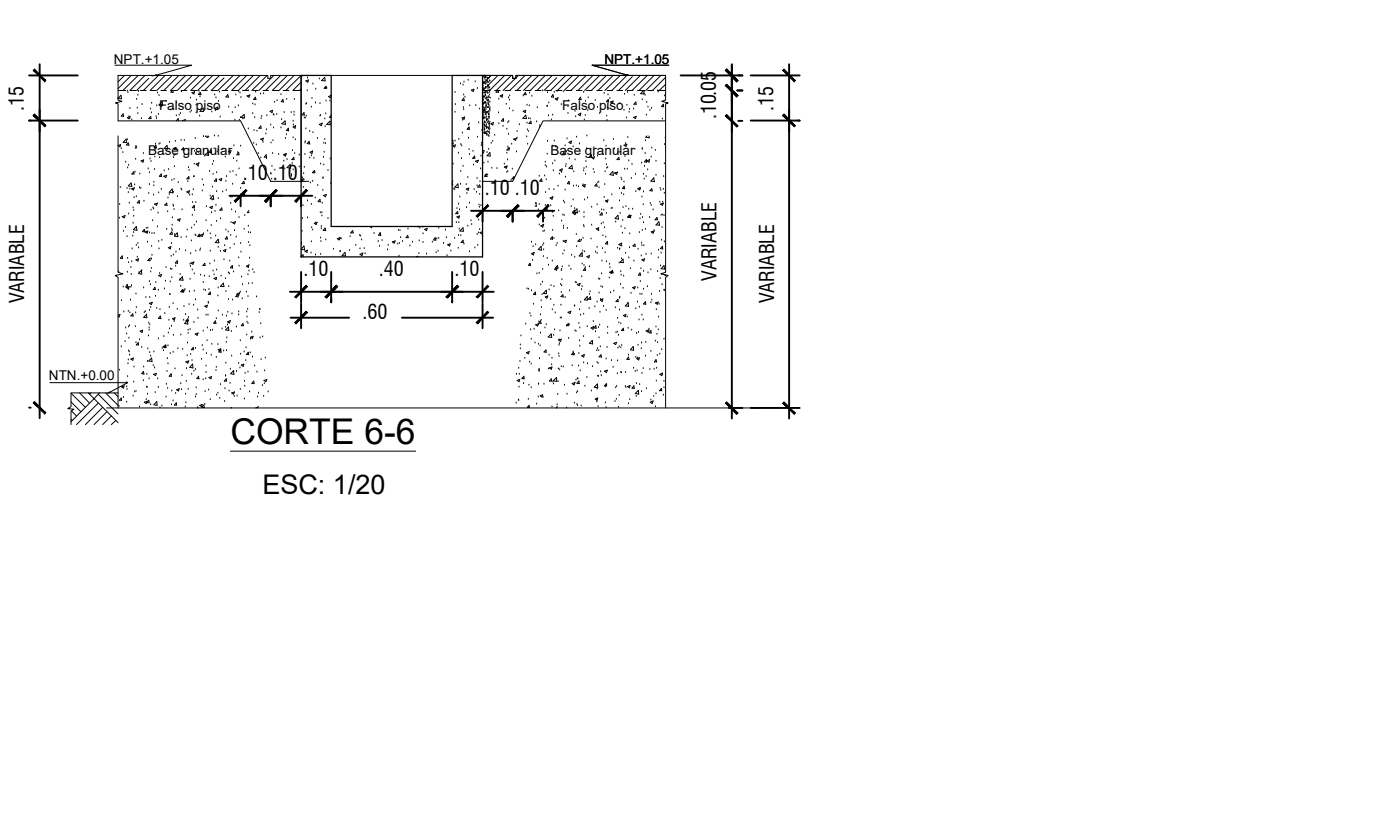 NPT.+1.05
NPT.+1.05
.15
.10
.05
.15
Falso piso
Falso piso
Base granular
Base granular
.10 .10
.10 .10
VARIABLE
VARIABLE
VARIABLE
.10 .40 .10
.60
NTN.+0.00
CORTE 6-6
ESC: 1/20